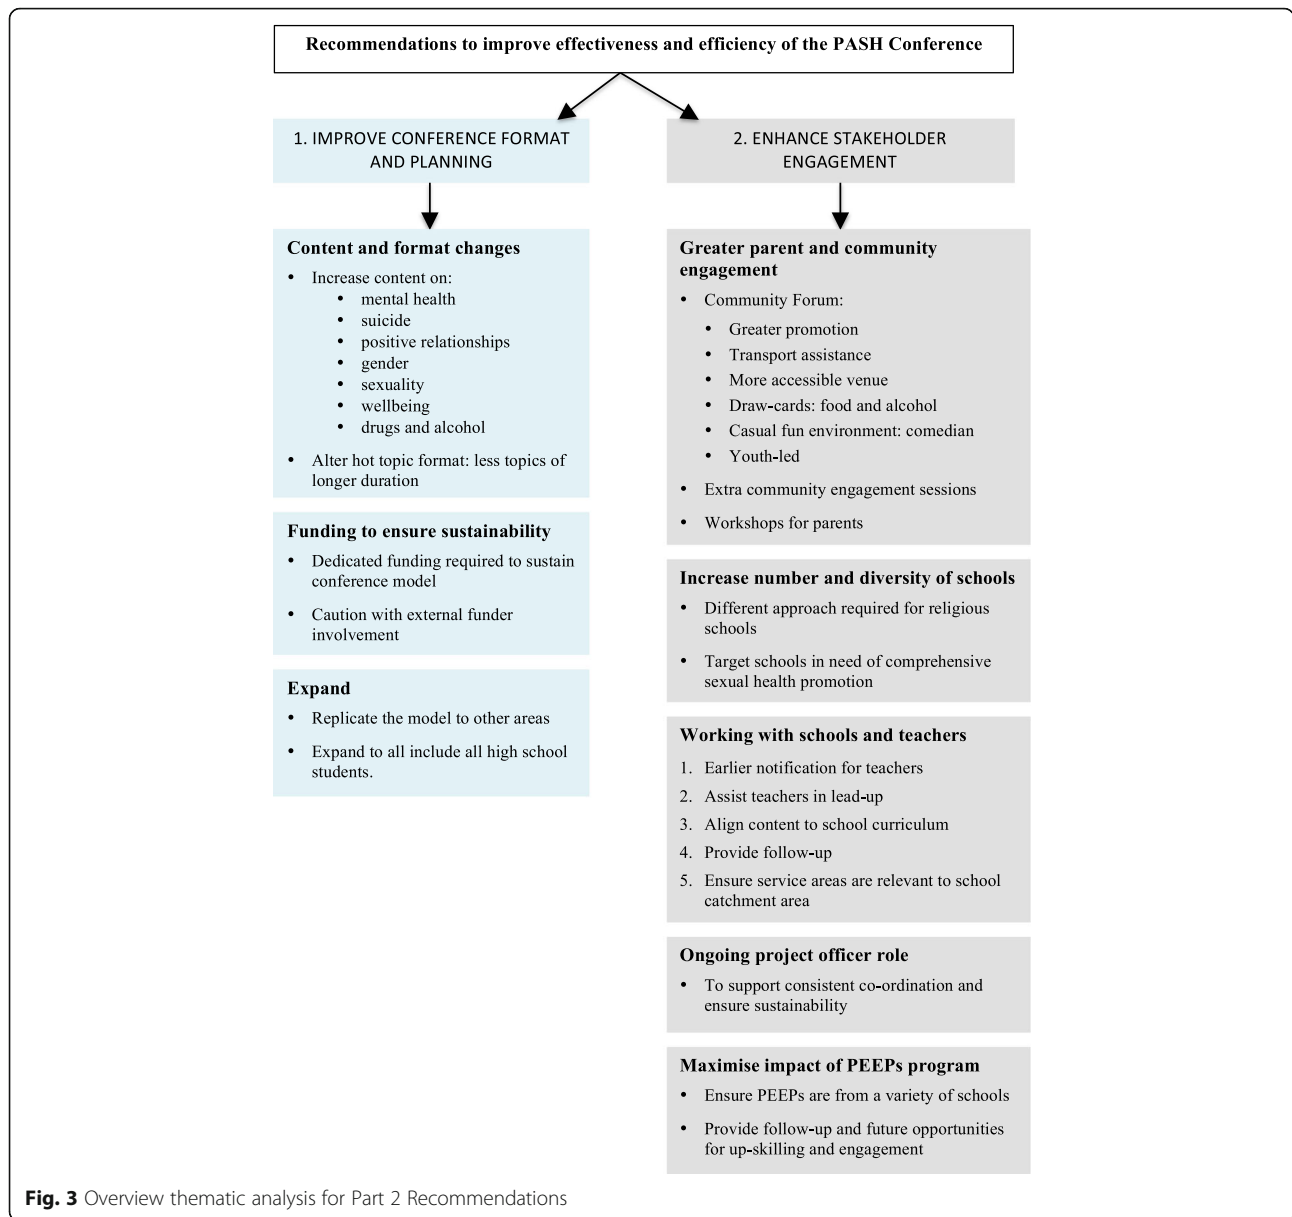 Recommendations to improve effectiveness and efficiency of the PASH Conference
1. IMPROVE CONFERENCE FORMAT
AND PLANNING
Content and format changes
• Increase content on:
• mental health
• suicide
• positive relationships
• gender
• sexuality
• wellbeing
• drugs and alcohol
• Alter hot topic format: less topics of
longer duration
Funding to ensure sustainability
• Dedicated funding required to sustain
conference model
• Caution with external funder
involvement
Expand
• Replicate the model to other areas
• Expand to all include all high school
students.
2. ENHANCE STAKEHOLDER
ENGAGEMENT
Greater parent and community
engagement
• Community Forum:
• Greater promotion
• Transport assistance
• More accessible venue
• Draw-cards: food and alcohol
• Casual fun environment: comedian
• Youth-led
• Extra community engagement sessions
• Workshops for parents
Increase number and diversity of schools
• Different approach required for religious
schools
• Target schools in need of comprehensive
sexual health promotion
Working with schools and teachers
1. Earlier notification for teachers
2. Assist teachers in lead-up
3. Align content to school curriculum
4. Provide follow-up
5. Ensure service areas are relevant to school
catchment area
Ongoing project officer role
• To support consistent co-ordination and
ensure sustainability
Maximise impact of PEEPs program
• Ensure PEEPs are from a variety of schools
• Provide follow-up and future opportunities
for up-skilling and engagement
Fig. 3 Overview thematic analysis for Part 2 Recommendations